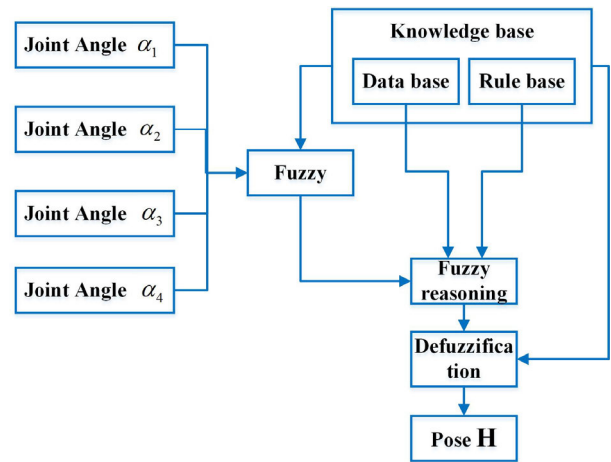 Joint Angle α₁
Joint Angle α₂
Joint Angle α₃
Joint Angle α₄
Knowledge base
Data base
Rule base
Fuzzy
Fuzzy
reasoning
Defuzzifica
tion
Pose H